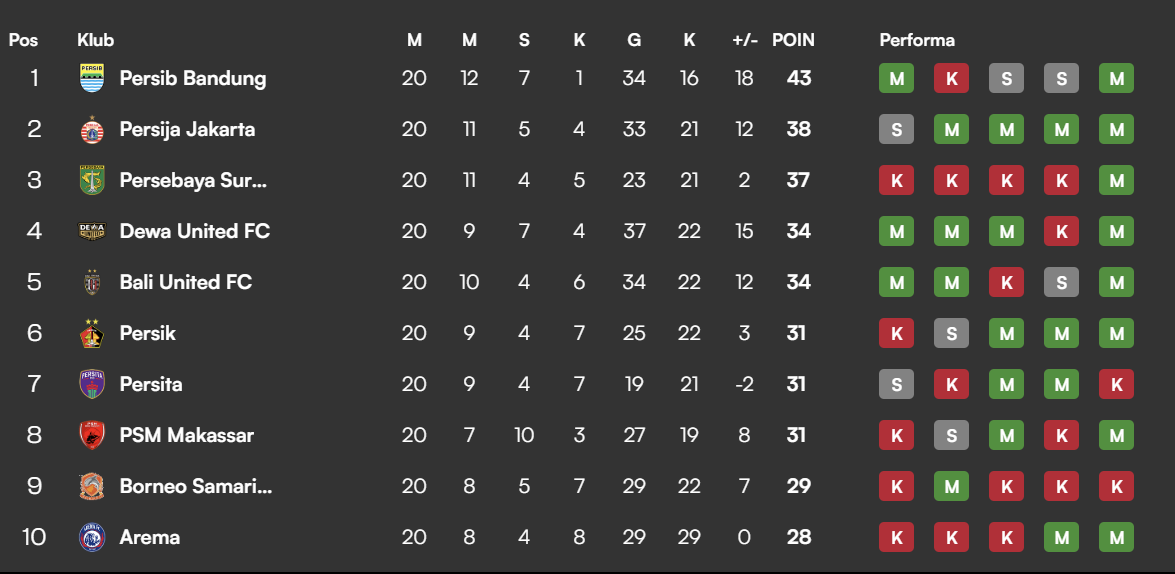 Pos Klub M M S K G K +/- POIN Performa
1 Persib Bandung 20 12 7 1 34 16 18 43 M K S S M
2 Persija Jakarta 20 11 5 4 33 21 12 38 S M M M M
3 Persebaya Sur... 20 11 4 5 23 21 2 37 K K K K M
4 Dewa United FC 20 9 7 4 37 22 15 34 M M M K M
5 Bali United FC 20 10 4 6 34 22 12 34 M M K S M
6 Persik 20 9 4 7 25 22 3 31 K S M M M
7 Persita 20 9 4 7 19 21 -2 31 S K M M K
8 PSM Makassar 20 7 10 3 27 19 8 31 K S M K M
9 Borneo Samari... 20 8 5 7 29 22 7 29 K M K K K
10 Arema 20 8 4 8 29 29 0 28 K K K M M